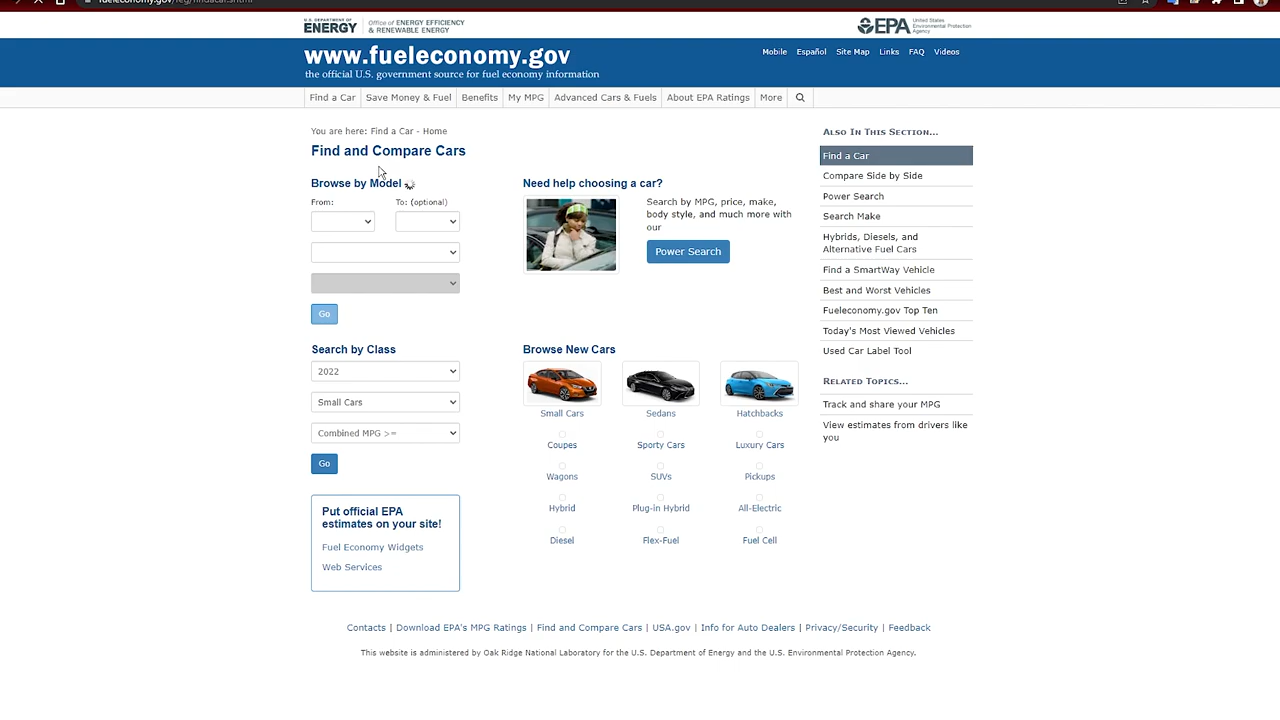 fueleconomy.gov/feg/findacar.shtml
U.S. DEPARTMENT OF
ENERGY
Office of ENERGY EFFICIENCY
& RENEWABLE ENERGY
EPA
United States
Environmental Protection
Agency
www.fueleconomy.gov
the official U.S. government source for fuel economy information
Mobile Español Site Map Links FAQ Videos
Find a Car Save Money & Fuel Benefits My MPG Advanced Cars & Fuels About EPA Ratings More
You are here: Find a Car - Home
Find and Compare Cars
Browse by Model
From: To: (optional)
Go
Search by Class
2022
Small Cars
Combined MPG >=
Go
Put official EPA
estimates on your site!
Fuel Economy Widgets
Web Services
Need help choosing a car?
Search by MPG, price, make,
body style, and much more with
our
Power Search
Browse New Cars
Small Cars Sedans Hatchbacks
Coupes Sporty Cars Luxury Cars
Wagons SUVs Pickups
Hybrid Plug-in Hybrid All-Electric
Diesel Flex-Fuel Fuel Cell
ALSO IN THIS SECTION...
Find a Car
Compare Side by Side
Power Search
Search Make
Hybrids, Diesels, and
Alternative Fuel Cars
Find a SmartWay Vehicle
Best and Worst Vehicles
Fueleconomy.gov Top Ten
Today's Most Viewed Vehicles
Used Car Label Tool
RELATED TOPICS...
Track and share your MPG
View estimates from drivers like
you
Contacts | Download EPA's MPG Ratings | Find and Compare Cars | USA.gov | Info for Auto Dealers | Privacy/Security | Feedback
This website is administered by Oak Ridge National Laboratory for the U.S. Department of Energy and the U.S. Environmental Protection Agency.